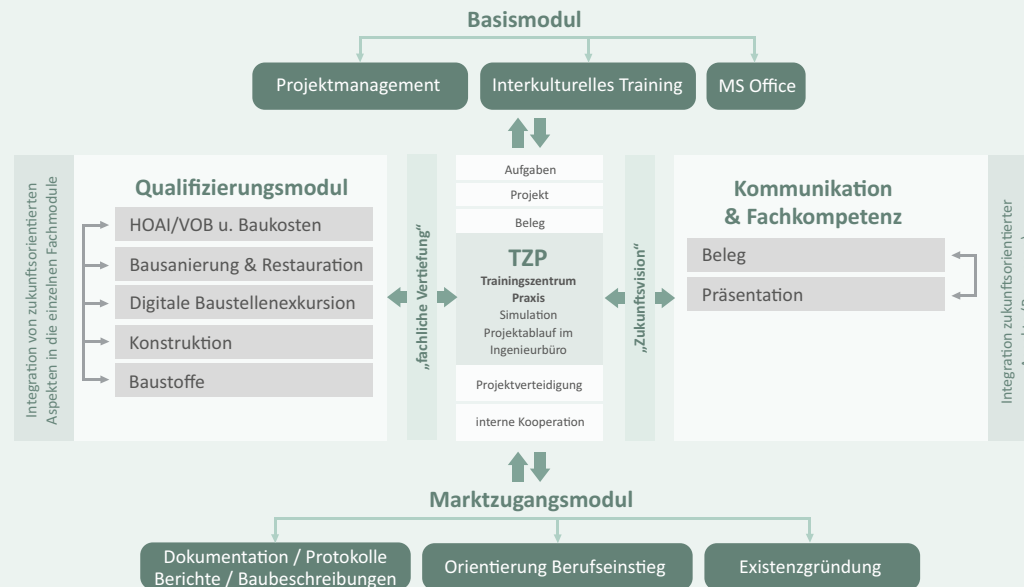 Basismodul
Projektmanagement
Interkulturelles Training
MS Office
Integration von zukunftsorientierten
Aspekten in die einzelnen Fachmodule
Qualifizierungsmodul
HOAI/VOB u. Baukosten
Bausanierung & Restauration
Digitale Baustellenexkursion
Konstruktion
Baustoffe
„fachliche Vertiefung“
Aufgaben
Projekt
Beleg
TZP
Trainingszentrum
Praxis
Simulation
Projektablauf im
Ingenieurbüro
Projektverteidigung
interne Kooperation
„Zukunftsvision“
Kommunikation
& Fachkompetenz
Beleg
Präsentation
Integration zukunftsorientierter
Marktzugangsmodul
Dokumentation / Protokolle
Berichte / Baubeschreibungen
Orientierung Berufseinstieg
Existenzgründung